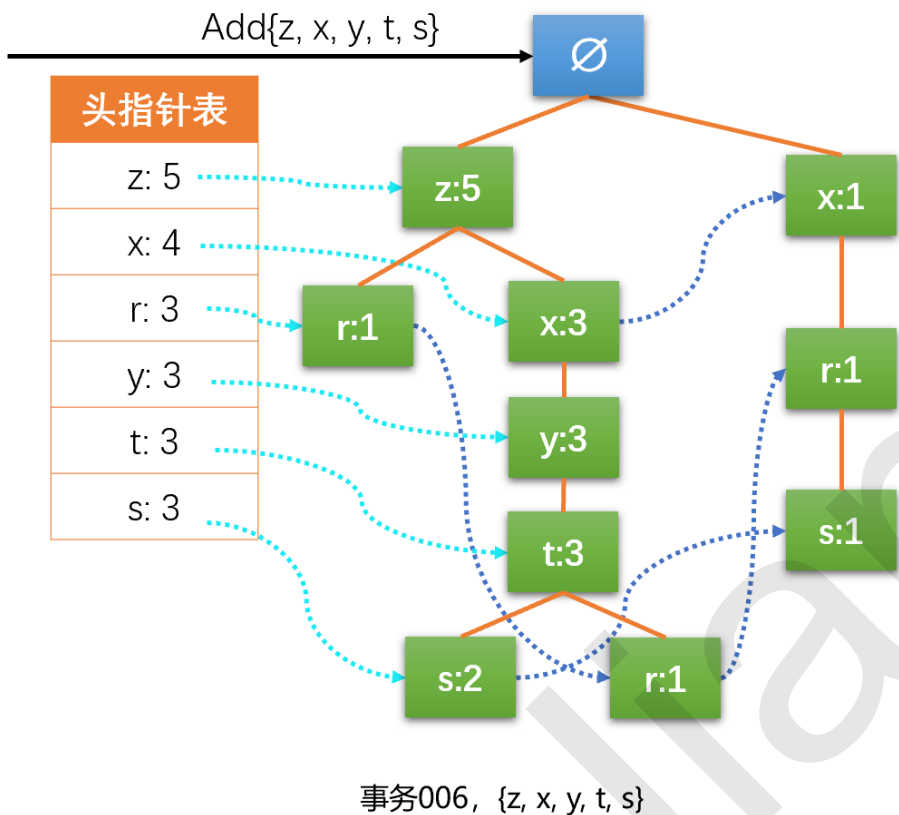 Add{z, x, y, t, s}
∅
头指针表
z: 5
x: 4
r: 3
y: 3
t: 3
s: 3
z:5
x:1
r:1
x:3
r:1
y:3
t:3
s:1
s:2
r:1
事务006，{z, x, y, t, s}